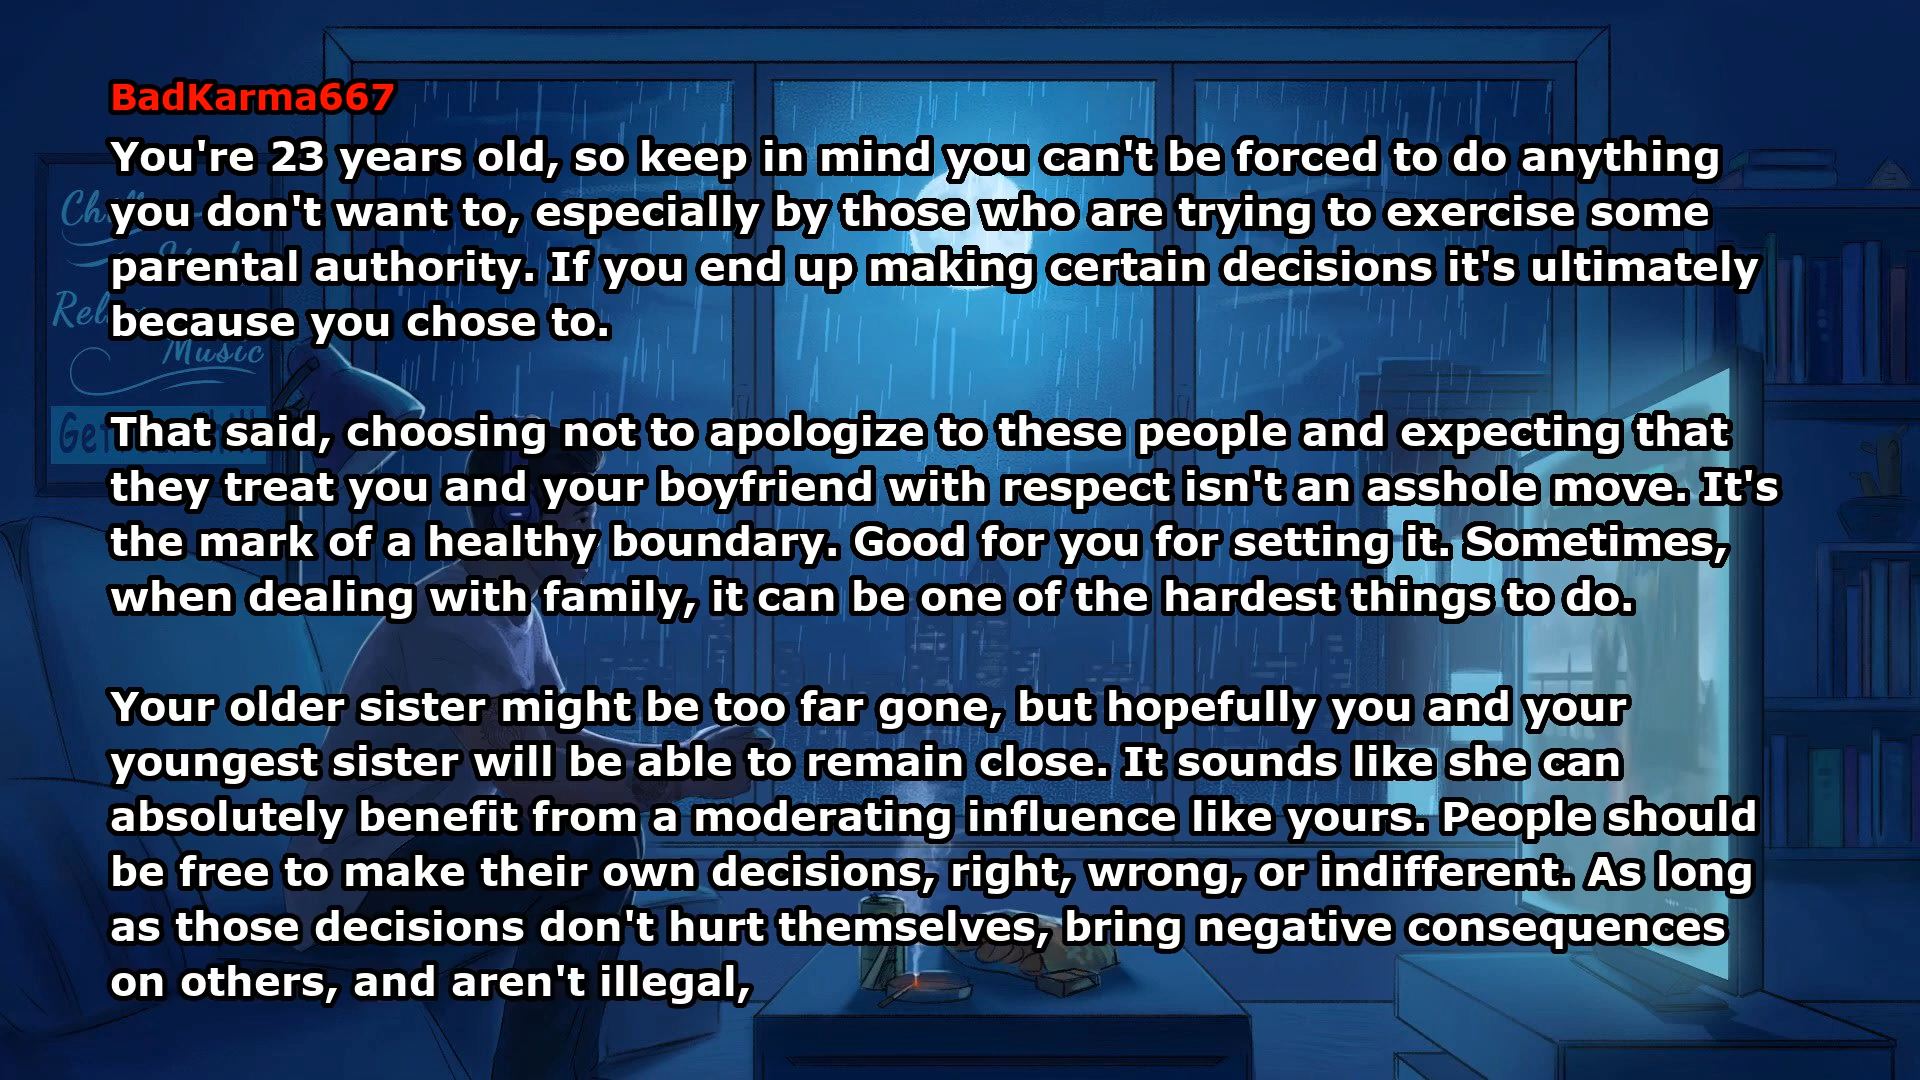 BadKarma667
You're 23 years old, so keep in mind you can't be forced to do anything
you don't want to, especially by those who are trying to exercise some
parental authority. If you end up making certain decisions it's ultimately
because you chose to.
That said, choosing not to apologize to these people and expecting that
they treat you and your boyfriend with respect isn't an asshole move. It's
the mark of a healthy boundary. Good for you for setting it. Sometimes,
when dealing with family, it can be one of the hardest things to do.
Your older sister might be too far gone, but hopefully you and your
youngest sister will be able to remain close. It sounds like she can
absolutely benefit from a moderating influence like yours. People should
be free to make their own decisions, right, wrong, or indifferent. As long
as those decisions don't hurt themselves, bring negative consequences
on others, and aren't illegal,
Music